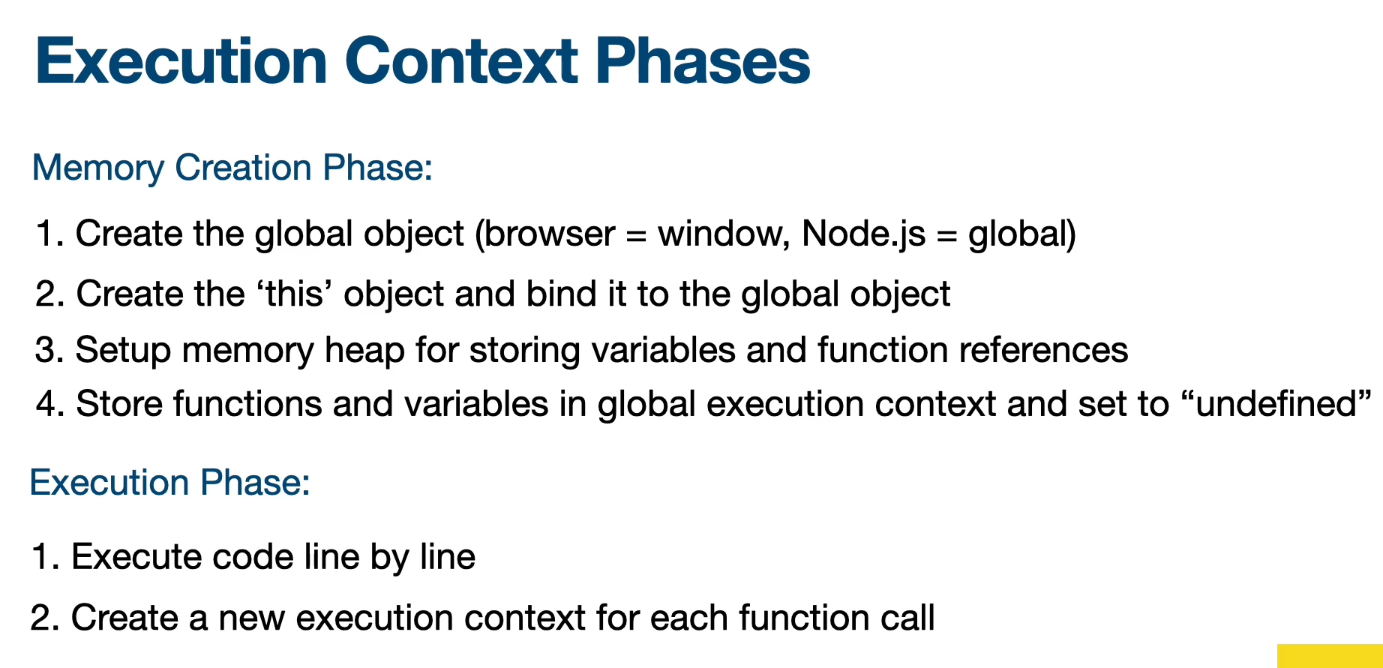 Execution Context Phases
Memory Creation Phase:
1. Create the global object (browser = window, Node.js = global)
2. Create the ‘this’ object and bind it to the global object
3. Setup memory heap for storing variables and function references
4. Store functions and variables in global execution context and set to “undefined”
Execution Phase:
1. Execute code line by line
2. Create a new execution context for each function call